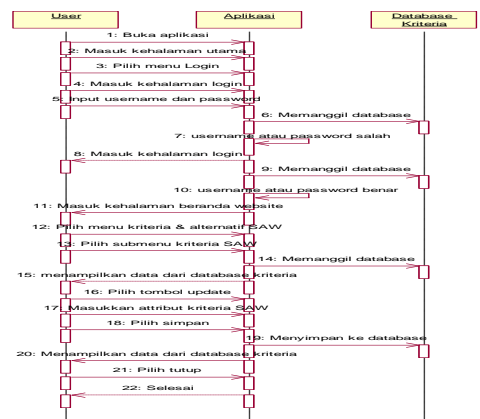 User
Aplikasi
Database
Kriteria
1: Buka aplikasi
2: Masuk kehalaman utama
3: Pilih menu Login
4: Masuk kehalaman login
5: Input username dan password
6: Memanggil database
7: username atau password salah
8: Masuk kehalaman login
9: Memanggil database
10: username atau password benar
11: Masuk kehalaman beranda website
12: Pilih menu kriteria & alternatif SAW
13: Pilih submenu kriteria SAW
14: Memanggil database
15: menampilkan data dari database kriteria
16: Pilih tombol update
17: Masukkan attribut kriteria SAW
18: Pilih simpan
19: Menyimpan ke database
20: Menampilkan data dari database kriteria
21: Pilih tutup
22: Selesai